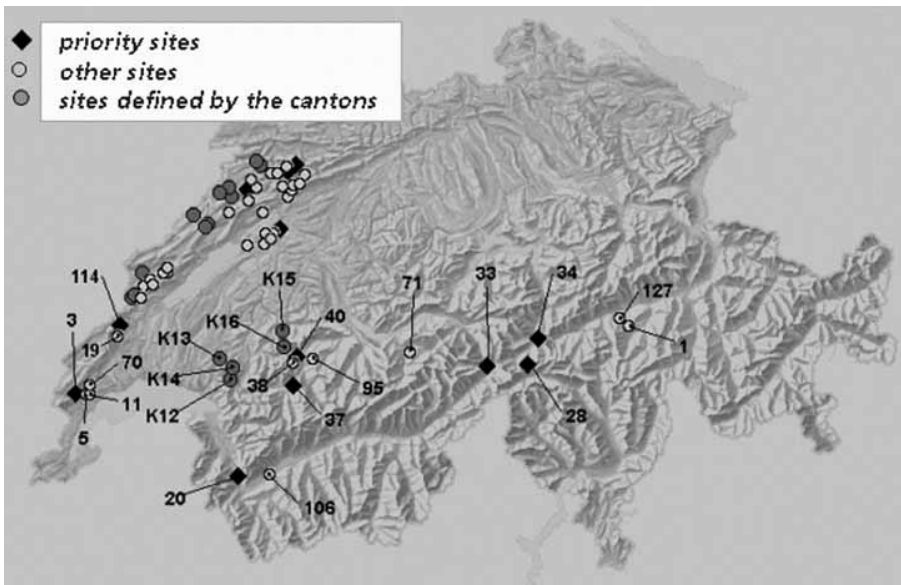 priority sites
other sites
sites defined by the cantons
114
K15
71
33
34
127
3
K16
40
19
K13
70
1
K14
38
95
K12
11
37
28
5
20
106